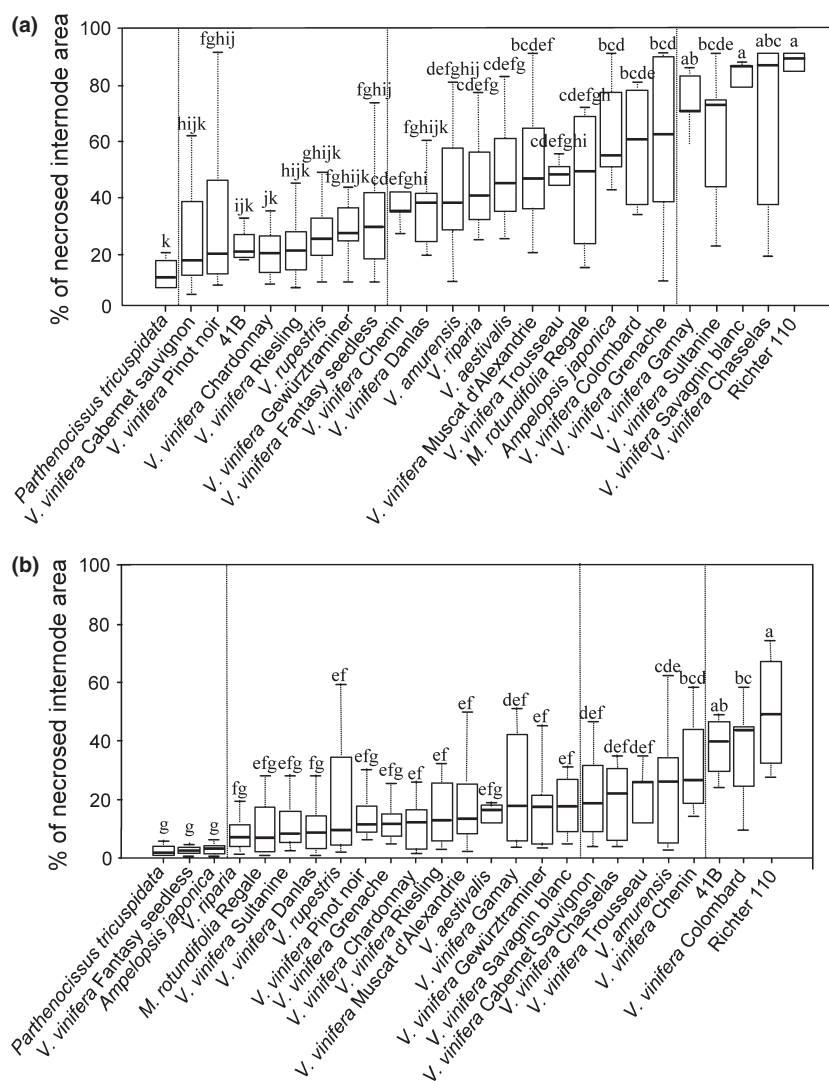 (a)
% of necrosed internode area
100
80
60
40
20
0
k
hijk
fghij
ijk
jk
hijk
ghijk
fghijk
fghij
cdefghi
fghijk
defghij
cdefg
cdefg
bcdef
cdefghi
cdefgh
bcd
bcde
bcd
ab
bcde
a
abc
a
Parthenocissus tricuspidata
V. vinifera Cabernet sauvignon
V. vinifera Pinot noir
41B
V. vinifera Chardonnay
V. vinifera Riesling
V. rupestris
V. vinifera Gewürztraminer
V. vinifera Fantasy seedless
V. vinifera Chenin
V. vinifera Danlas
V. amurensis
V. riparia
V. aestivalis
V. vinifera Muscat d'Alexandrie
V. vinifera Trousseau
M. rotundifolia Regale
Ampelopsis japonica
V. vinifera Colombard
V. vinifera Grenache
V. vinifera Gamay
V. vinifera Sultanine
V. vinifera Savagnin blanc
V. vinifera Chasselas
Richter 110
(b)
% of necrosed internode area
100
80
60
40
20
0
g
g
g
fg
efg
efg
fg
ef
efg
efg
ef
ef
ef
efg
def
ef
ef
def
def
def
cde
bcd
ab
bc
a
Parthenocissus tricuspidata
V. vinifera Fantasy seedless
Ampelopsis japonica
V. riparia
M. rotundifolia Regale
V. vinifera Sultanine
V. vinifera Danlas
V. rupestris
V. vinifera Pinot noir
V. vinifera Grenache
V. vinifera Chardonnay
V. vinifera Riesling
V. vinifera Muscat d'Alexandrie
V. aestivalis
V. vinifera Gamay
V. vinifera Gewürztraminer
V. vinifera Savagnin blanc
V. vinifera Cabernet Sauvignon
V. vinifera Chasselas
V. vinifera Trousseau
V. amurensis
V. vinifera Chenin
41B
V. vinifera Colombard
Richter 110